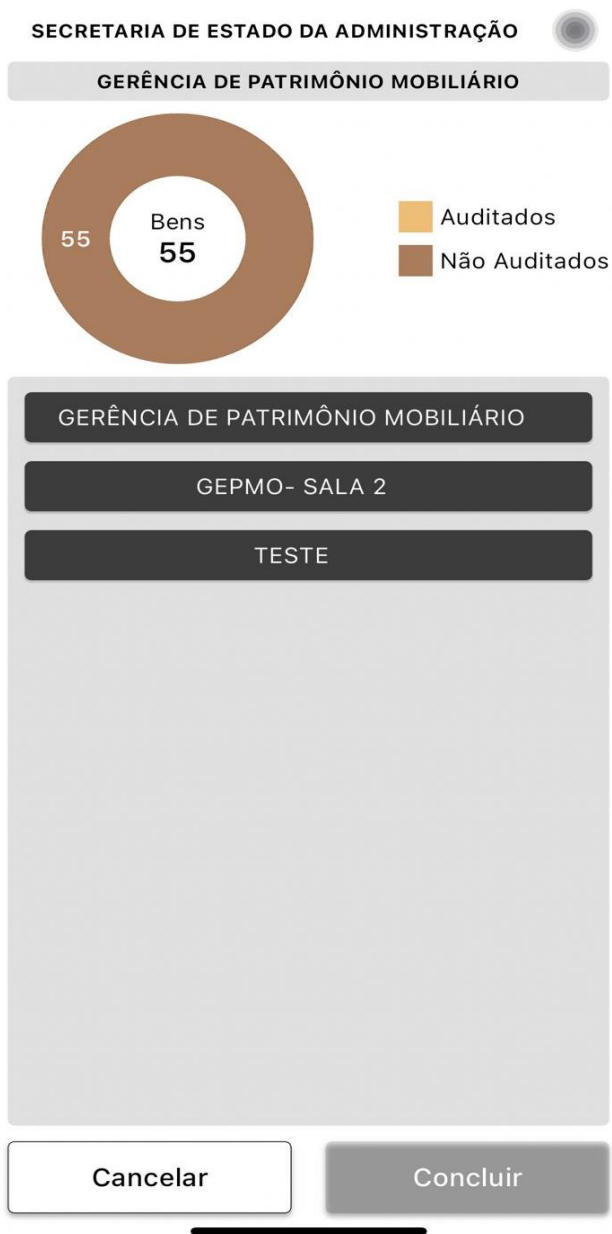 SECRETARIA DE ESTADO DA ADMINISTRAÇÃO
GERÊNCIA DE PATRIMÔNIO MOBILIÁRIO
55
Bens
55
Auditados
Não Auditados
GERÊNCIA DE PATRIMÔNIO MOBILIÁRIO
GEPMO- SALA 2
TESTE
Cancelar
Concluir